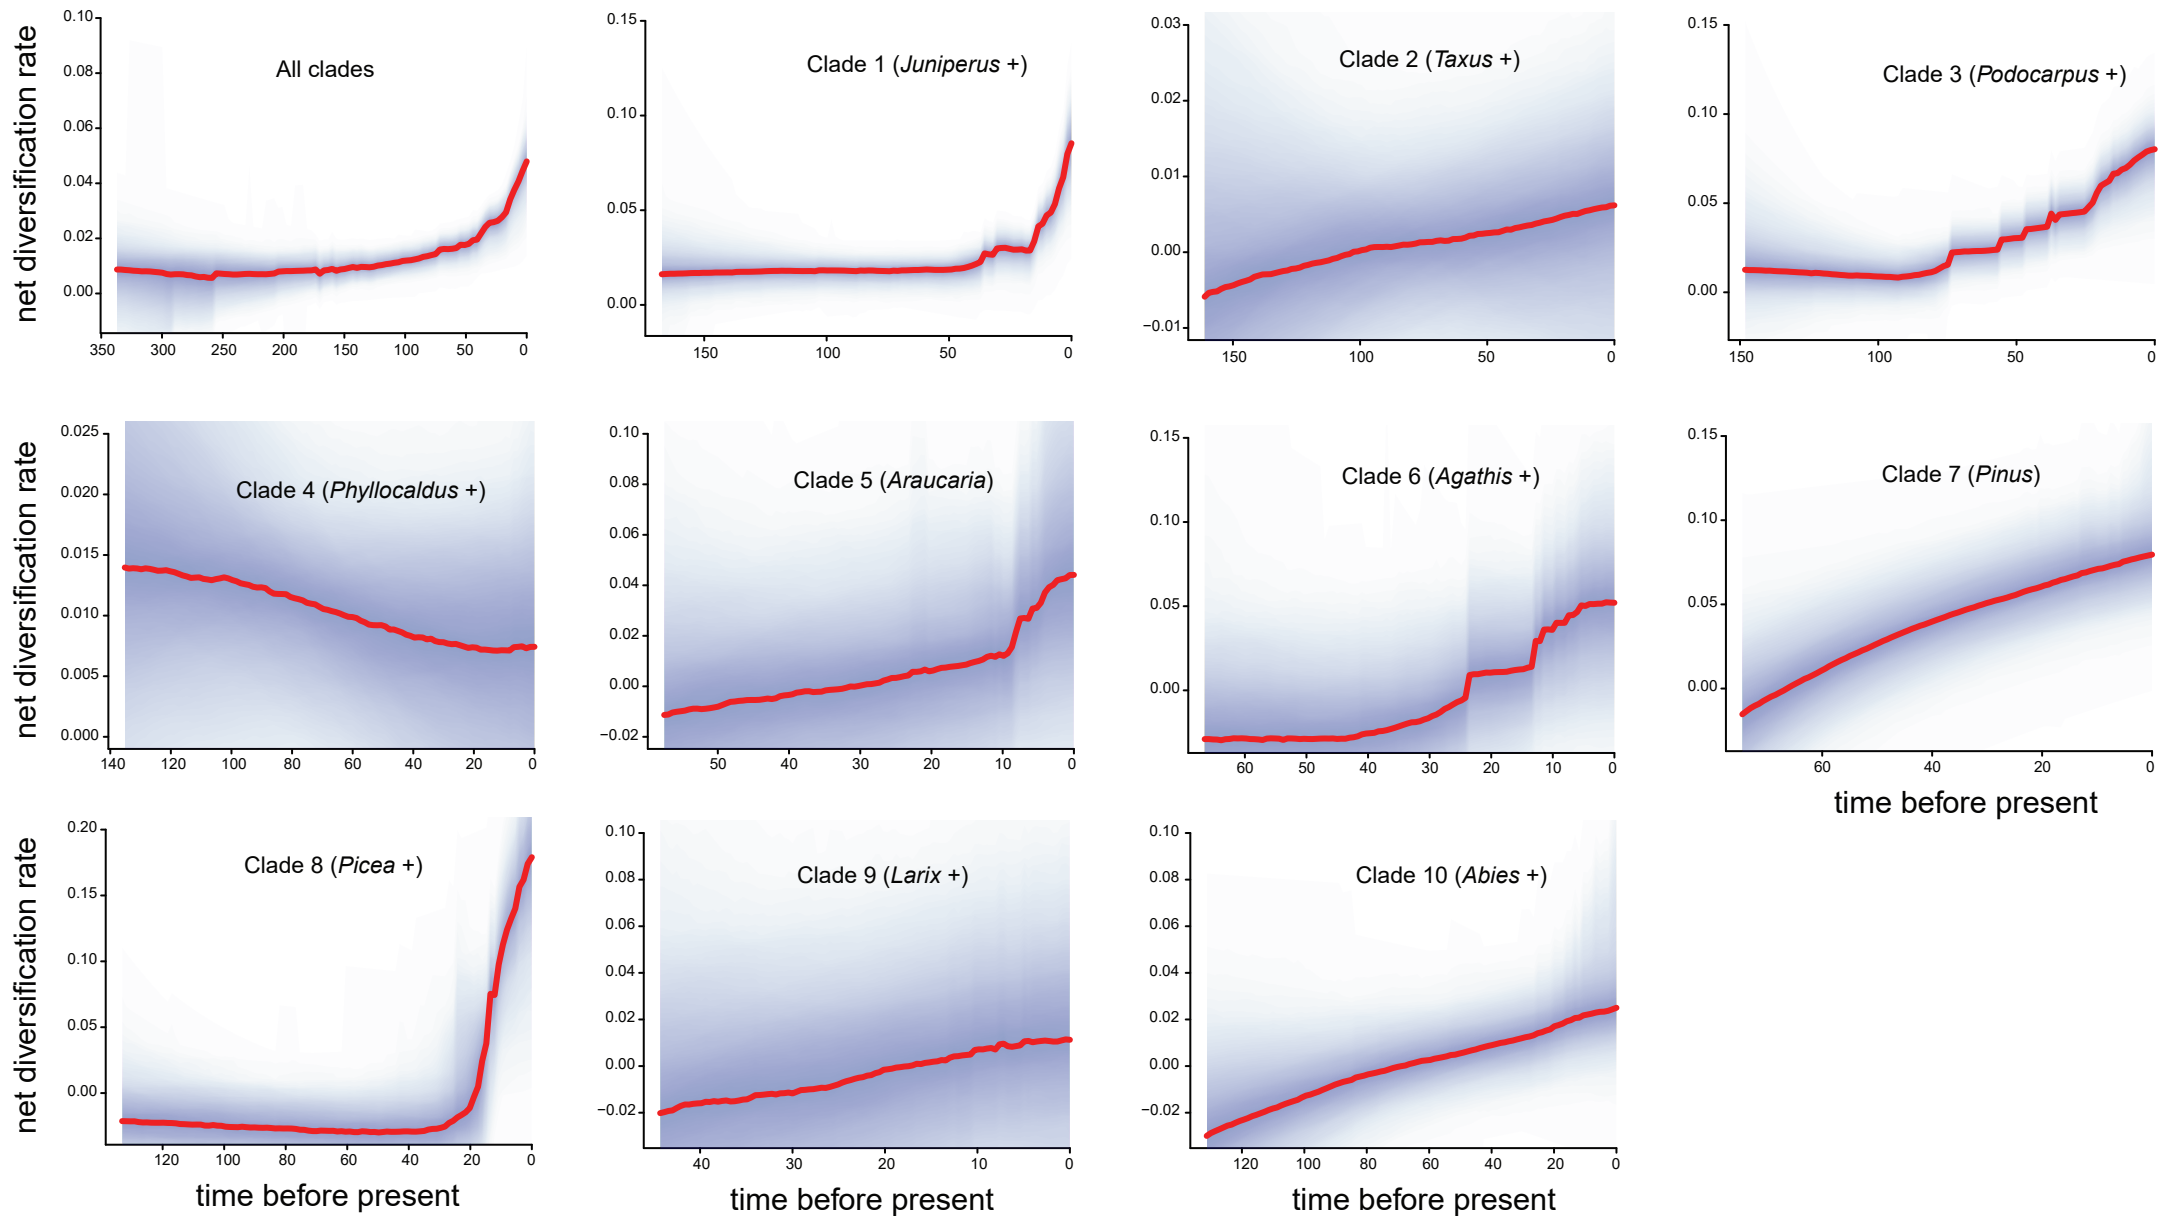 net diversification rate
0.10
0.08
0.06
0.04
0.02
0.00
All clades
350 300 250 200 150 100 50 0
0.15
0.10
0.05
0.00
Clade 1 (Juniperus +)
150 100 50 0
0.03
0.02
0.01
0.00
−0.01
Clade 2 (Taxus +)
150 100 50 0
0.15
0.10
0.05
0.00
Clade 3 (Podocarpus +)
150 100 50 0
net diversification rate
0.025
0.020
0.015
0.010
0.005
0.000
Clade 4 (Phyllocaldus +)
140 120 100 80 60 40 20 0
0.10
0.08
0.06
0.04
0.02
0.00
−0.02
Clade 5 (Araucaria)
50 40 30 20 10 0
0.15
0.10
0.05
0.00
Clade 6 (Agathis +)
60 50 40 30 20 10 0
0.15
0.10
0.05
0.00
Clade 7 (Pinus)
60 40 20 0
time before present
net diversification rate
0.20
0.15
0.10
0.05
0.00
Clade 8 (Picea +)
120 100 80 60 40 20 0
time before present
0.10
0.08
0.06
0.04
0.02
0.00
−0.02
Clade 9 (Larix +)
40 30 20 10 0
time before present
0.10
0.08
0.06
0.04
0.02
0.00
−0.02
Clade 10 (Abies +)
120 100 80 60 40 20 0
time before present